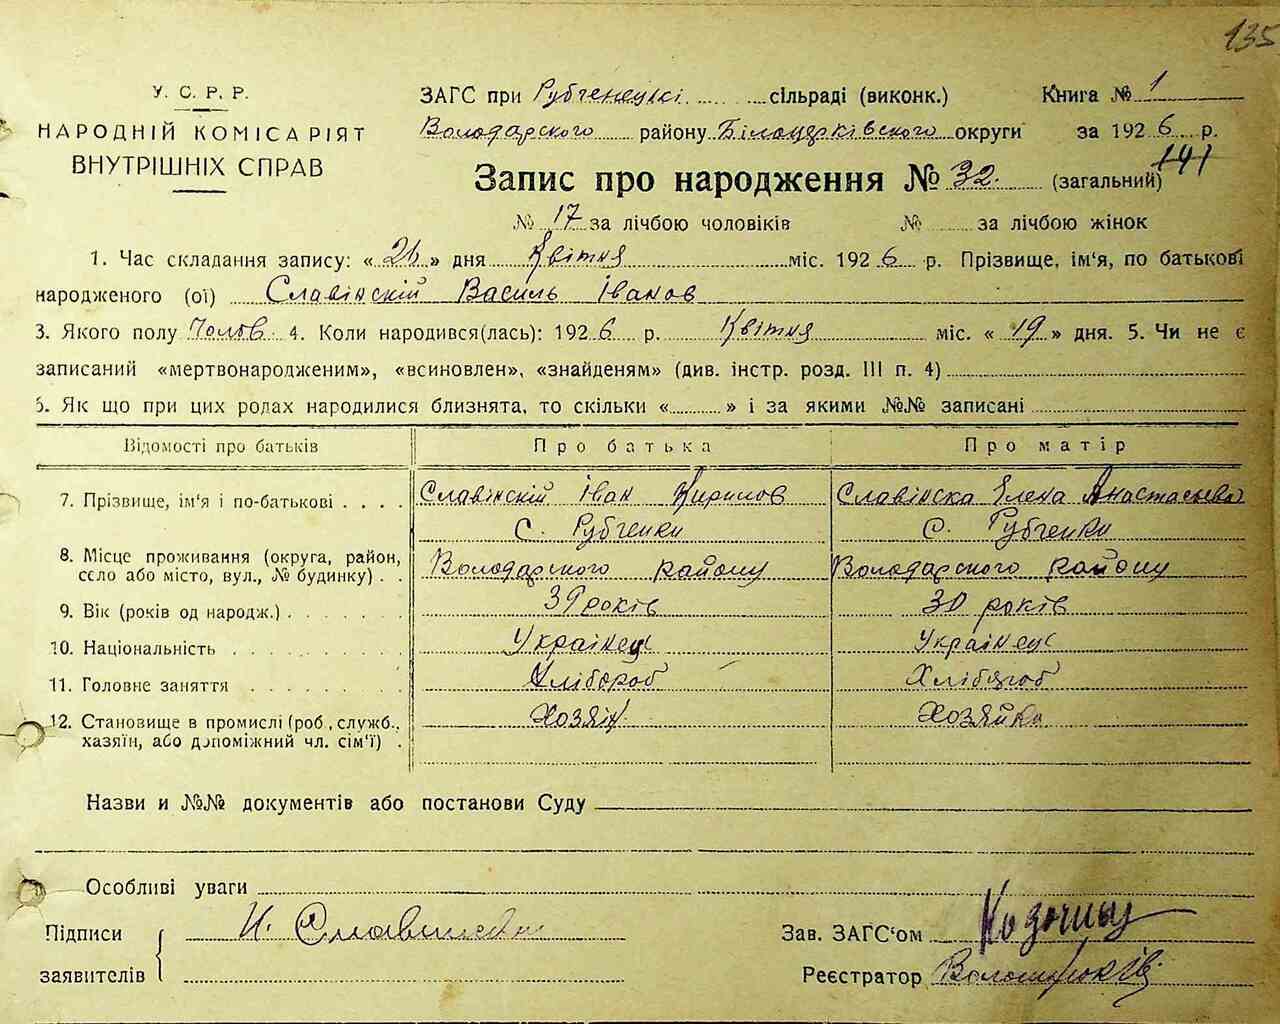 135
У. С. Р. Р.
НАРОДНІЙ КОМІСАРІЯТ
ВНУТРІШНІХ СПРАВ
ЗАГС при Рубченецкі сільраді (виконк.) Книга № 1
Володарского району Білоцерківского округи за 1926 р.
Запис про народження № 32. (загальний) 141
№ 17 за лічбою чоловіків № за лічбою жінок
1. Час складання запису: « 26 » дня Квітня міс. 1926 р. Прізвище, ім'я, по батькові
народженого (ої) Славінскій Василь Іванов
3. Якого полу Чолов. 4. Коли народився(лась): 1926 р. Квітня міс. « 19 » дня. 5. Чи не є
записаний «мертвонародженим», «всиновлен», «знайденям» (див. інстр. розд. III п. 4)
6. Як що при цих родах народилися близнята, то скільки « » і за якими №№ записані
Відомості про батьків Про батька Про матір
7. Прізвище, ім'я і по-батькові . . . . Славінскій Іван Кирилов Славінска Елена Анастасьева
с. Рубченки с. Рубченки
8. Місце проживання (округа, район, село або місто, вул., № будинку) . . Володарского району Володарского району
9. Вік (років од народж.) . . . . . . . 39 років 30 років
10. Національність . . . . . . . . . . Українець Українець
11. Головне заняття . . . . . . . . . Хлібороб Хлібороб
12. Становище в промислі (роб., служб., хазяїн, або допоміжний чл. сім'ї) . Хозяїн Хозяйка
Назви и №№ документів або постанови Суду
Особливі уваги
Підписи И.
заявителів
Зав. ЗАГС'ом
Реєстратор